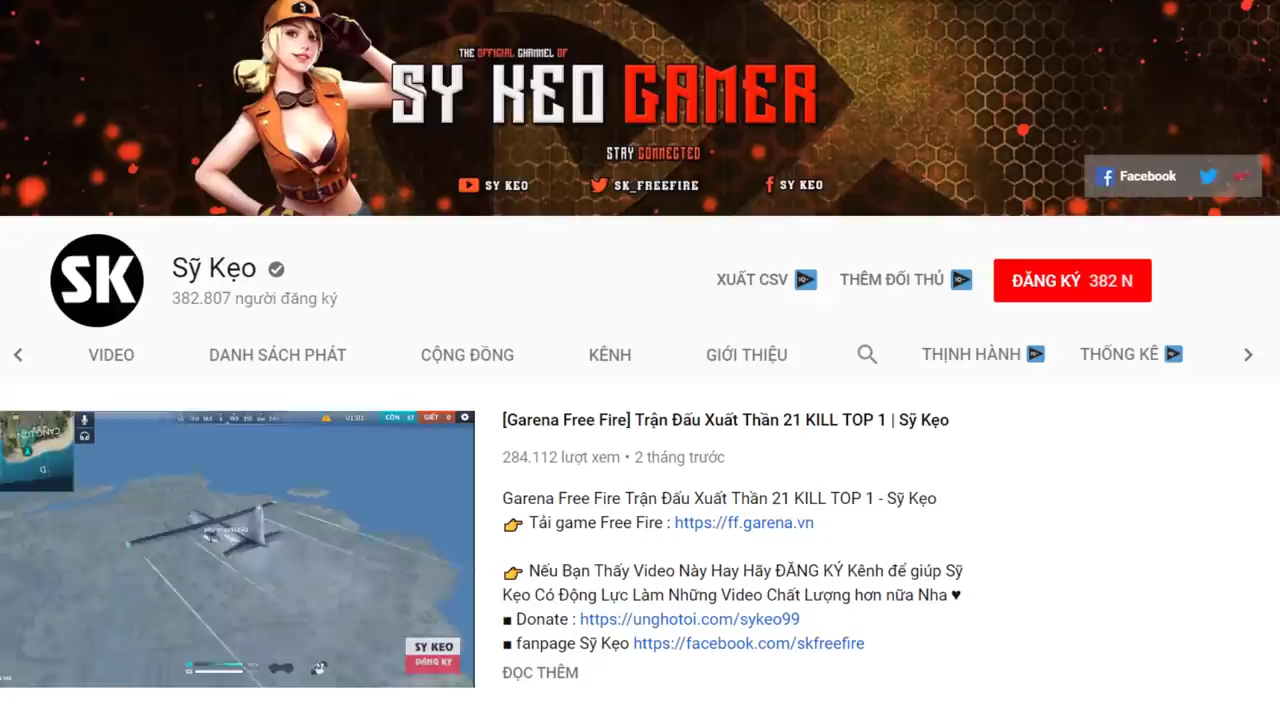 THE OFFICIAL CHANNEL OF
SY KEO GAMER
STAY CONNECTED
SY KEO
SK_FREEFIRE
SY KEO
Facebook
SK
Sỹ Kẹo
382.807 người đăng ký
XUẤT CSV
THÊM ĐỐI THỦ
ĐĂNG KÝ 382 N
VIDEO
DANH SÁCH PHÁT
CỘNG ĐỒNG
KÊNH
GIỚI THIỆU
THỊNH HÀNH
THỐNG KÊ
CÒN 37
GIẾT 0
SY KEO
ĐĂNG KÝ
[Garena Free Fire] Trận Đấu Xuất Thần 21 KILL TOP 1 | Sỹ Kẹo
284.112 lượt xem • 2 tháng trước
Garena Free Fire Trận Đấu Xuất Thần 21 KILL TOP 1 - Sỹ Kẹo
👉 Tải game Free Fire : https://ff.garena.vn
👉 Nếu Bạn Thấy Video Này Hay Hãy ĐĂNG KÝ Kênh để giúp Sỹ
Kẹo Có Động Lực Làm Những Video Chất Lượng hơn nữa Nha ♥
■ Donate : https://unghotoi.com/sykeo99
■ fanpage Sỹ Kẹo https://facebook.com/skfreefire
ĐỌC THÊM